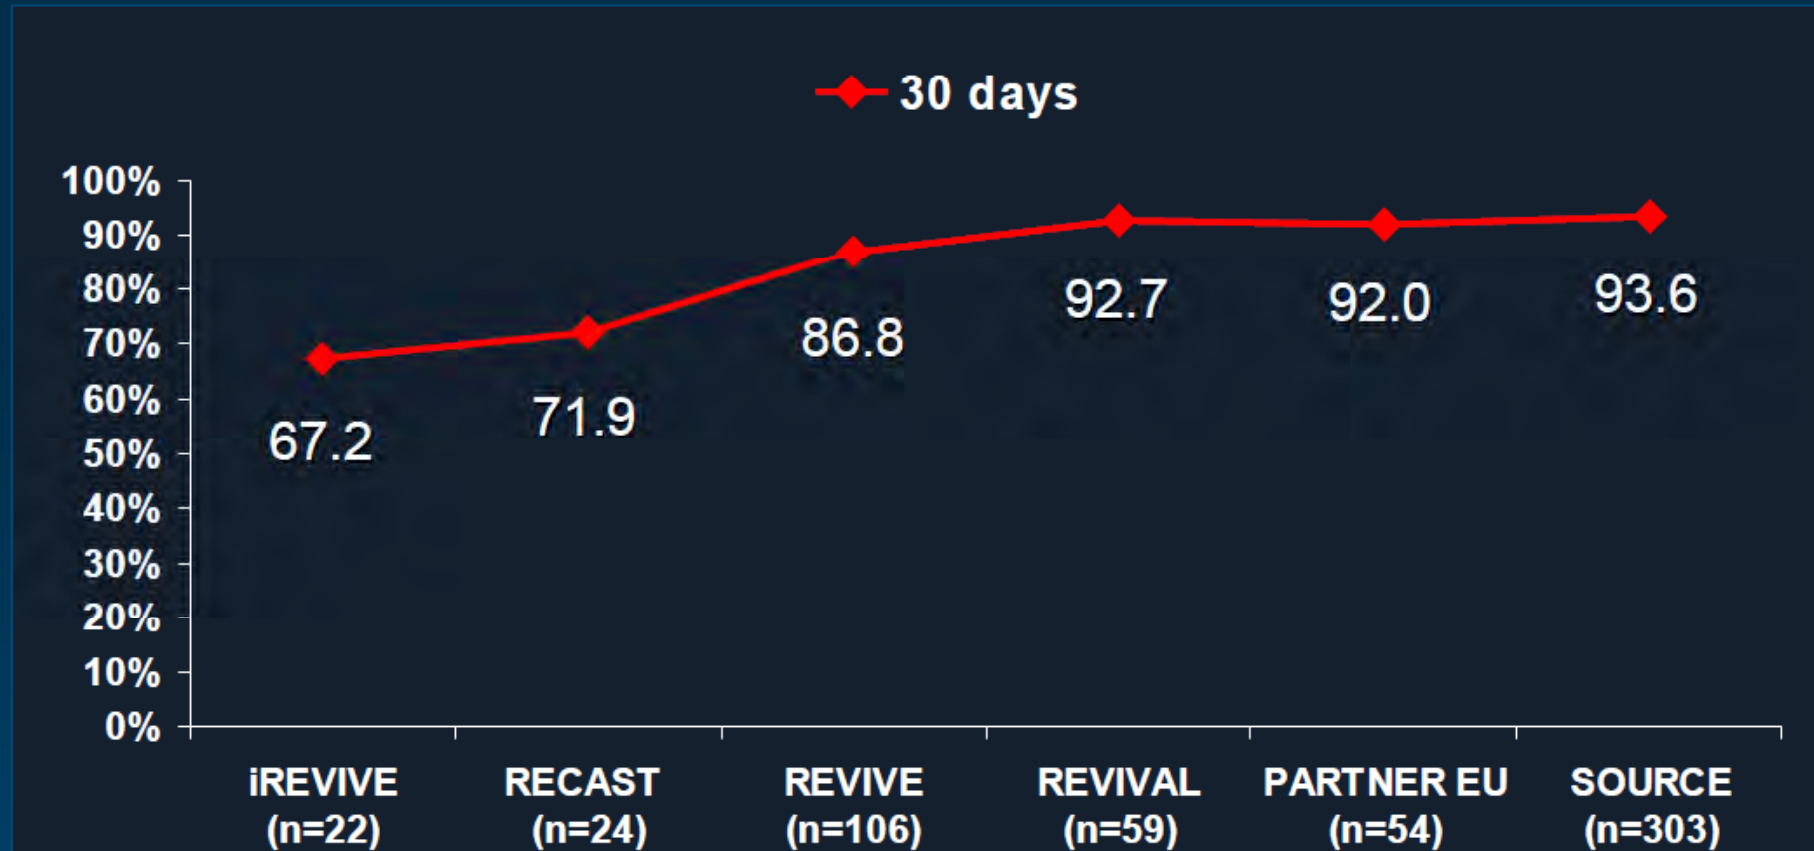 30 days
100%
90%
80%
70%
60%
50%
40%
30%
20%
10%
0%
67.2
71.9
86.8
92.7
92.0
93.6
iREVIVE
(n=22)
RECAST
(n=24)
REVIVE
(n=106)
REVIVAL
(n=59)
PARTNER EU
(n=54)
SOURCE
(n=303)